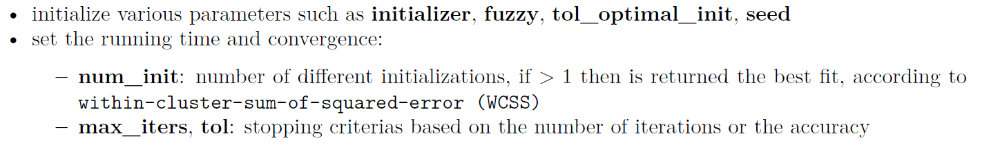 • initialize various parameters such as initializer, fuzzy, tol_optimal_init, seed
• set the running time and convergence:
– num_init: number of different initializations, if > 1 then is returned the best fit, according to
within-cluster-sum-of-squared-error (WCSS)
– max_iters, tol: stopping criterias based on the number of iterations or the accuracy